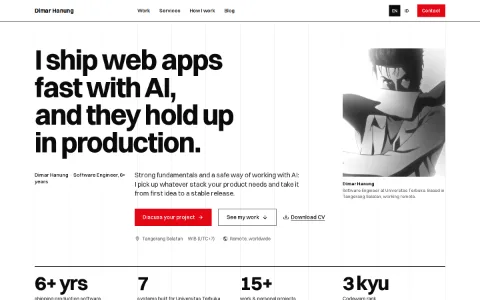 Dimar Hanung
Work Services How I work Blog
EN ID Contact
I ship web apps
fast with AI,
and they hold up
in production.
Dimar Hanung · Software Engineer, 6+
years
Strong fundamentals and a safe way of working with AI:
I pick up whatever stack your product needs and take it
from first idea to a stable release.
Discuss your project →
See my work ↓
Download CV
Tangerang Selatan · WIB (UTC+7)
Remote, worldwide
Dimar Hanung
Software Engineer at Universitas Terbuka. Based in
Tangerang Selatan, working remote.
6+ yrs
shipping production software
7
systems built for Universitas Terbuka
15+
work & personal projects
3 kyu
Codewars rank